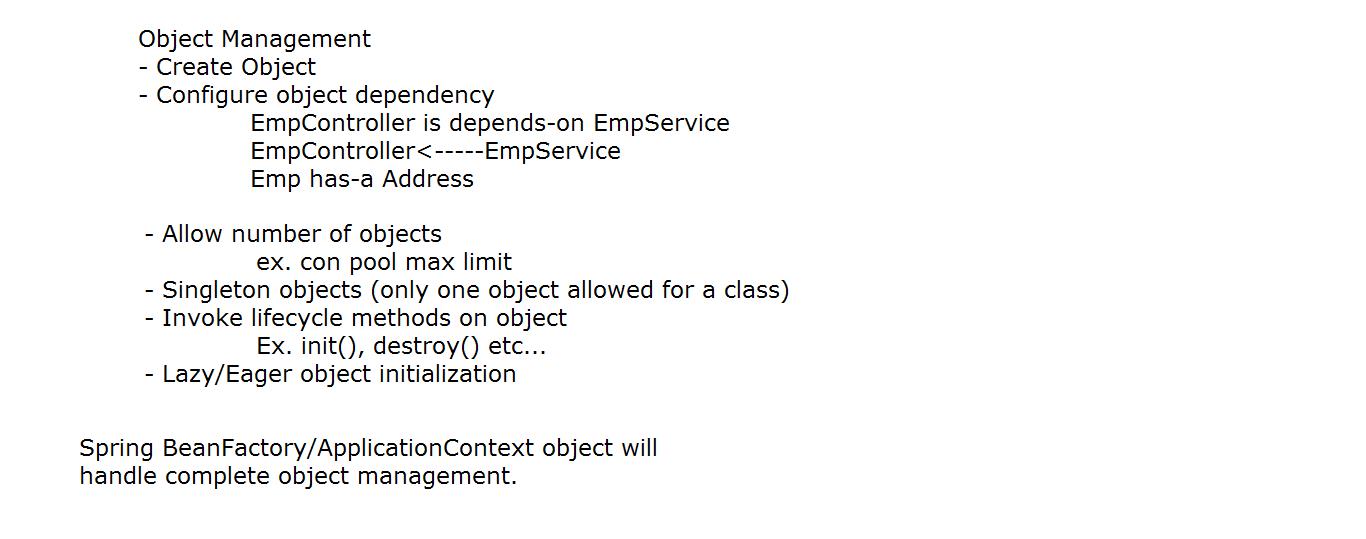 Object Management
- Create Object
- Configure object dependency
EmpController is depends-on EmpService
EmpController<-----EmpService
Emp has-a Address
- Allow number of objects
ex. con pool max limit
- Singleton objects (only one object allowed for a class)
- Invoke lifecycle methods on object
Ex. init(), destroy() etc...
- Lazy/Eager object initialization
Spring BeanFactory/ApplicationContext object will
handle complete object management.